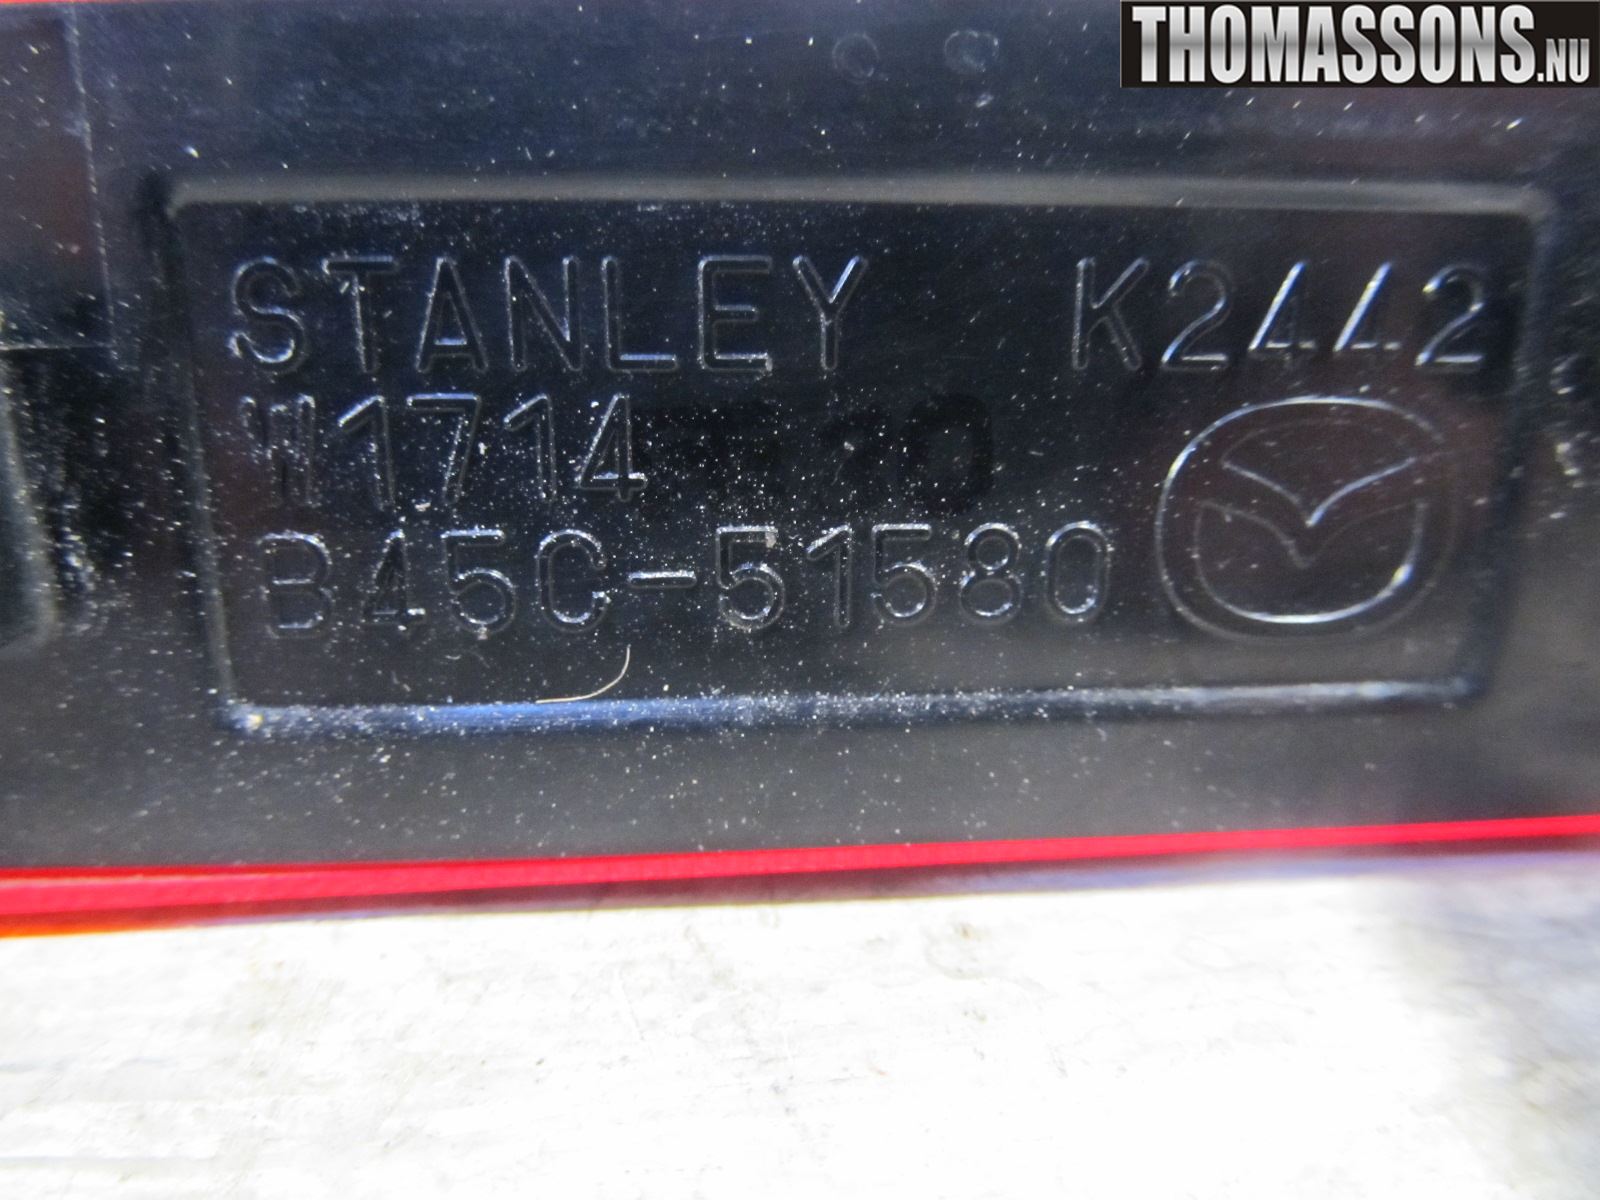 THOMASSONS.NU
STANLEY K2442
W1714
B45C-51580